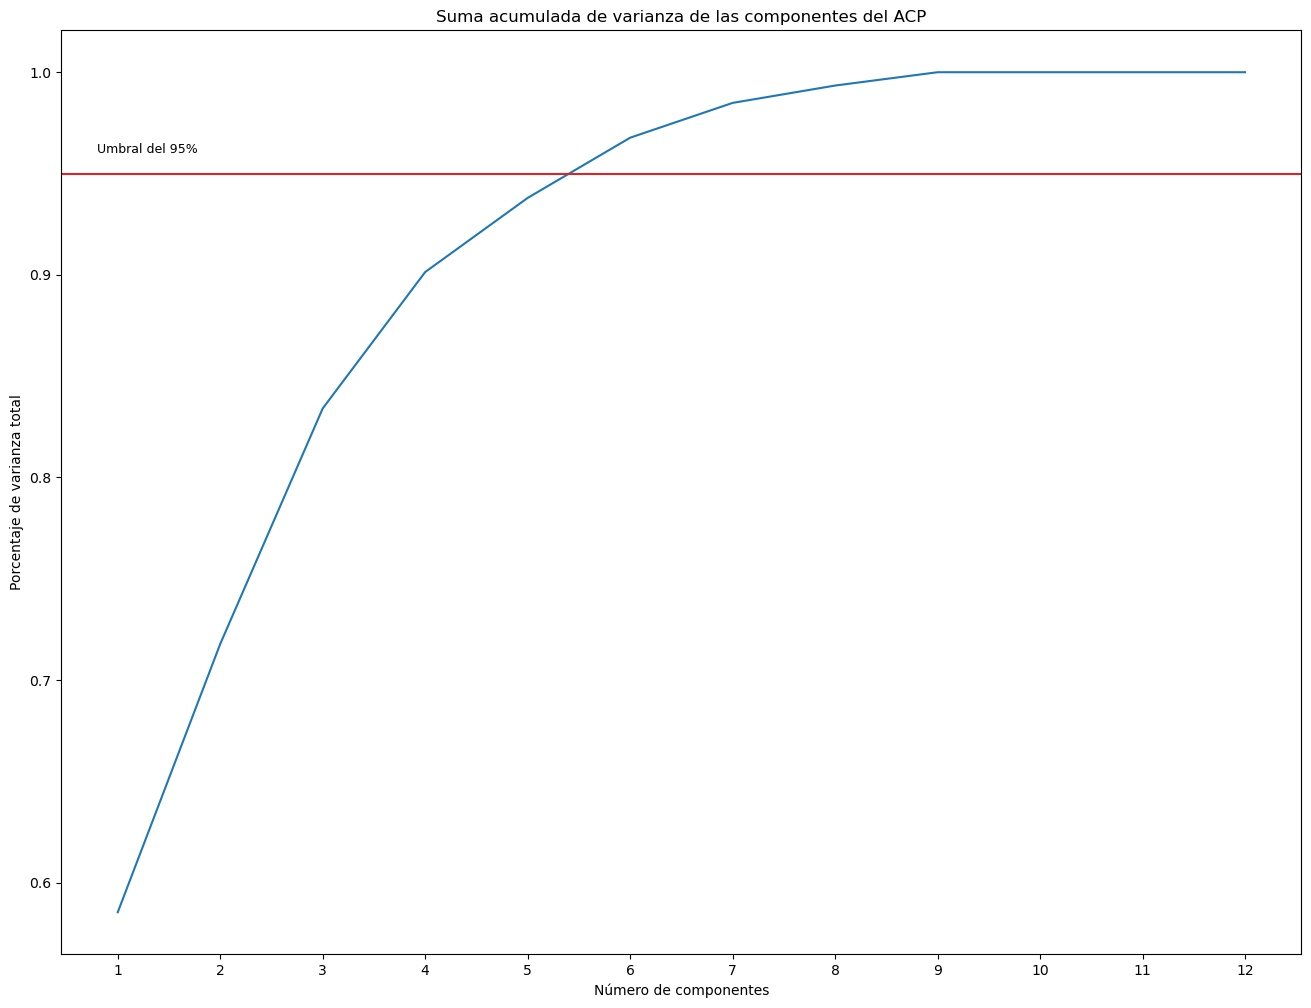 Suma acumulada de varianza de las componentes del ACP
1.0
Umbral del 95%
0.9
0.8
Porcentaje de varianza total
0.7
0.6
1 2 3 4 5 6 7 8 9 10 11 12
Número de componentes